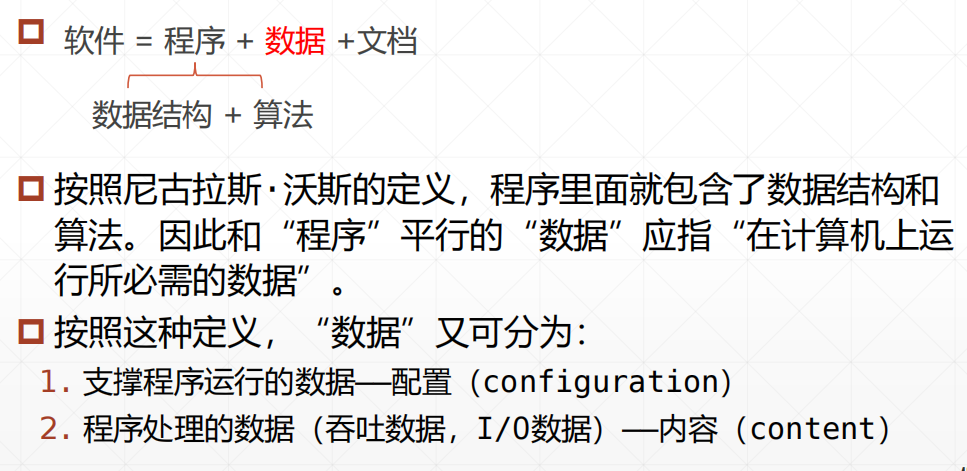 软件 = 程序 + 数据 +文档
数据结构 + 算法
按照尼古拉斯·沃斯的定义，程序里面就包含了数据结构和
算法。因此和“程序”平行的“数据”应指“在计算机上运
行所必需的数据”。
按照这种定义，“数据”又可分为：
1. 支撑程序运行的数据——配置（configuration）
2. 程序处理的数据（吞吐数据，I/O数据）——内容（content）